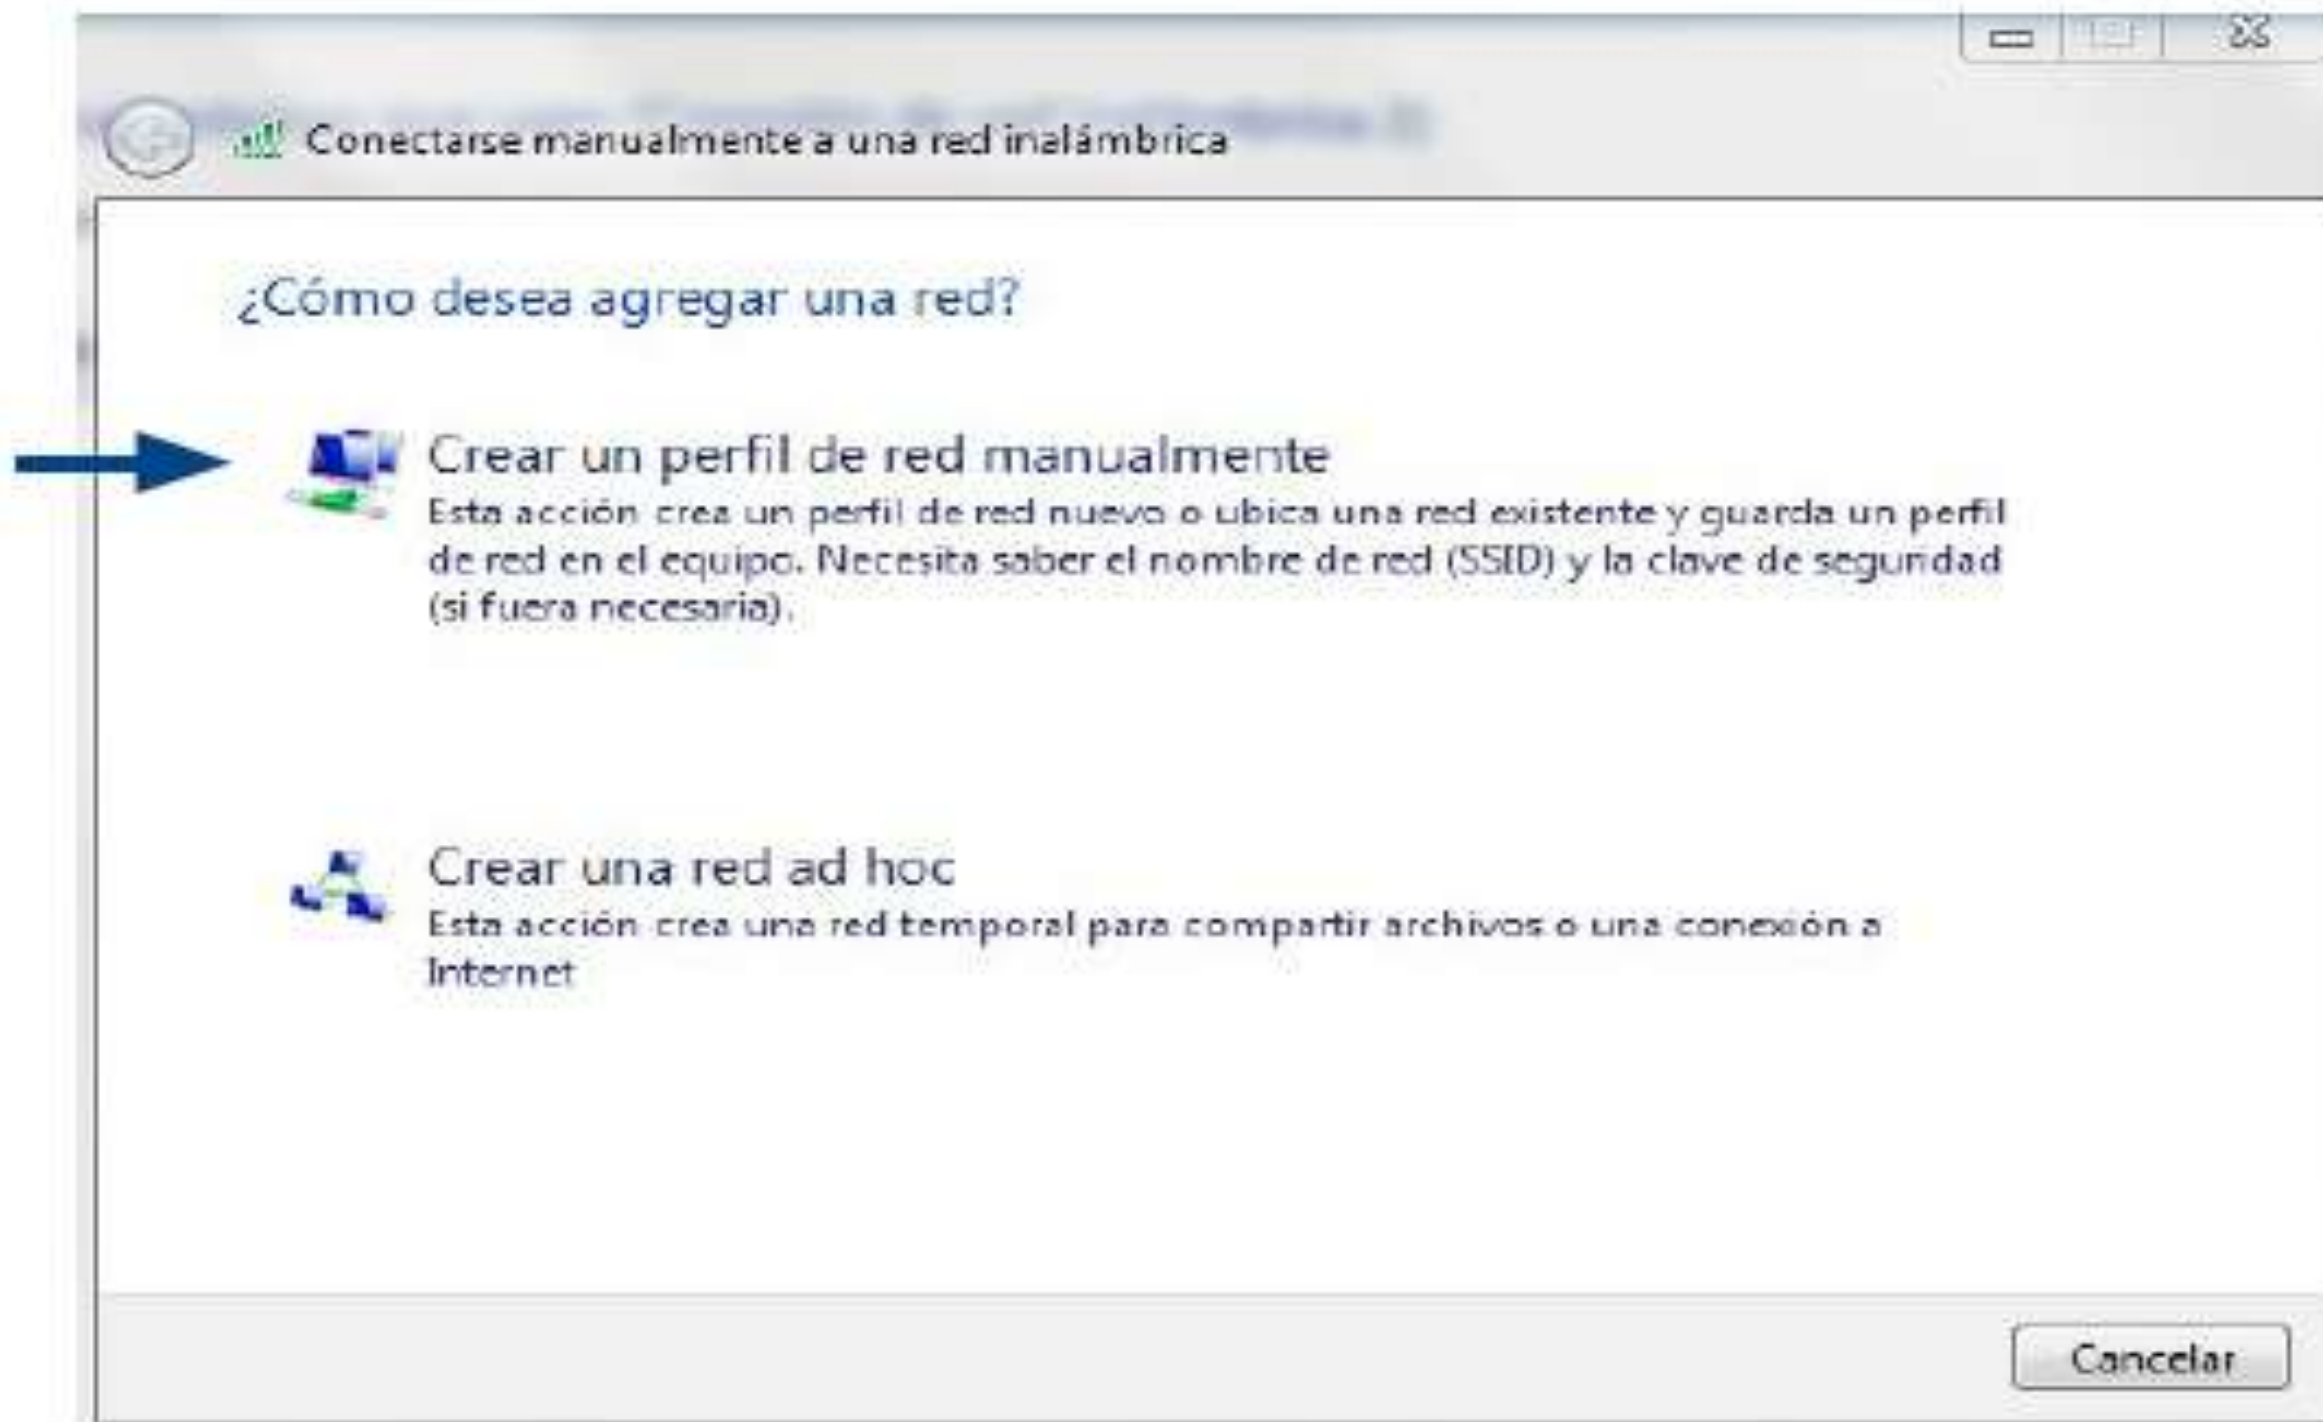 Conectarse manualmente a una red inalámbrica
¿Cómo desea agregar una red?
Crear un perfil de red manualmente
Esta acción crea un perfil de red nuevo o ubica una red existente y guarda un perfil
de red en el equipo. Necesita saber el nombre de red (SSID) y la clave de seguridad
(si fuera necesaria).
Crear una red ad hoc
Esta acción crea una red temporal para compartir archivos o una conexión a
Internet
Cancelar